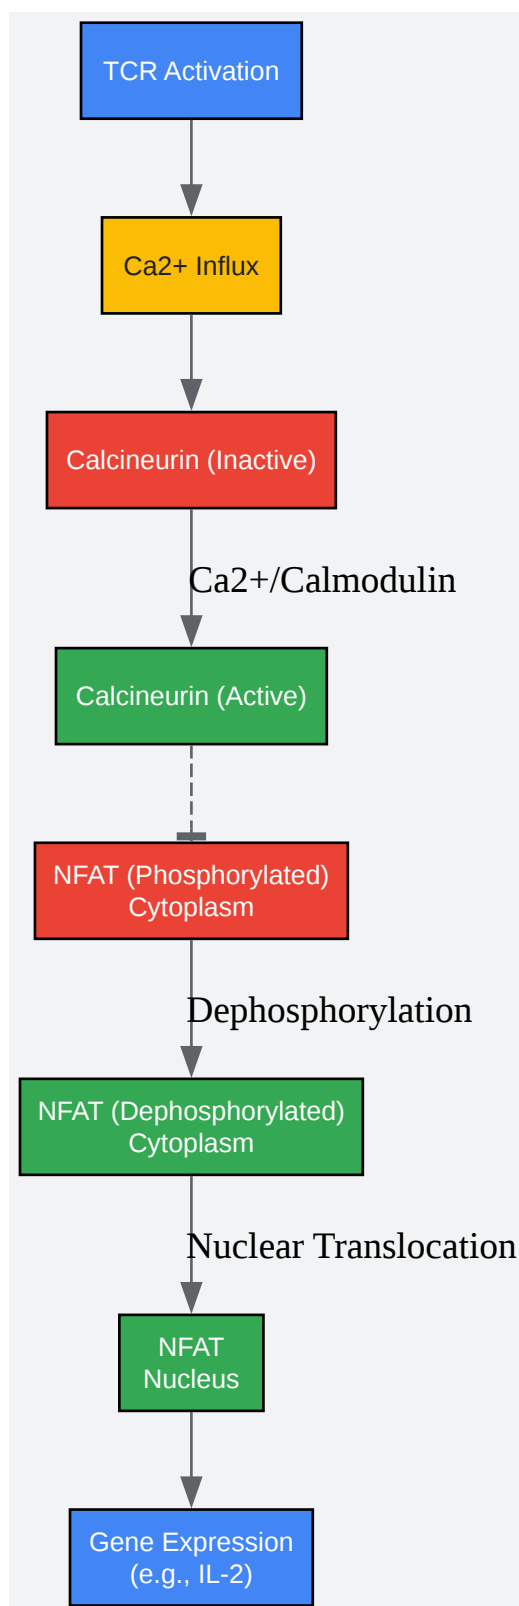 TCR Activation
Ca2+ Influx
Calcineurin (Inactive)
Ca2+/Calmodulin
Calcineurin (Active)
NFAT (Phosphorylated)
Cytoplasm
Dephosphorylation
NFAT (Dephosphorylated)
Cytoplasm
Nuclear Translocation
NFAT
Nucleus
Gene Expression
(e.g., IL-2)